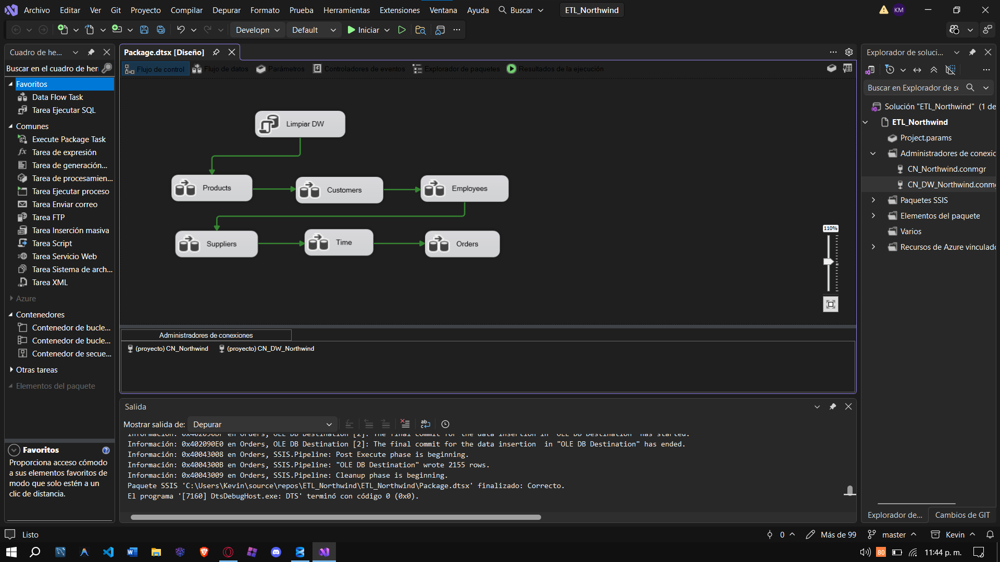 Archivo Editar Ver Git Proyecto Compilar Depurar Formato Prueba Herramientas Extensiones Ventana Ayuda Buscar ETL_Northwind KM
Developn Default Iniciar
Cuadro de he...
Buscar en el cuadro de her
Favoritos
Data Flow Task
Tarea Ejecutar SQL
Comunes
Execute Package Task
Tarea de expresión
Tarea de generación...
Tarea de procesamien...
Tarea Ejecutar proceso
Tarea Enviar correo
Tarea FTP
Tarea Inserción masiva
Tarea Script
Tarea Servicio Web
Tarea Sistema de arch...
Tarea XML
Azure
Contenedores
Contenedor de bucle...
Contenedor de bucle...
Contenedor de secue...
Otras tareas
Elementos del paquete
Favoritos
Proporciona acceso cómodo
a sus elementos favoritos de
modo que solo estén a un
clic de distancia.
Package.dtsx [Diseño]
Flujo de control Flujo de datos Parámetros Controladores de eventos Explorador de paquetes Resultados de la ejecución
Limpiar DW
Products Customers Employees
Suppliers Time Orders
110%
Administradores de conexiones
(proyecto) CN_Northwind (proyecto) CN_DW_Northwind
Salida
Mostrar salida de: Depurar
Información: 0x402090DF en Orders, OLE DB Destination [2]: The final commit for the data insertion in "OLE DB Destination" has started.
Información: 0x402090E0 en Orders, OLE DB Destination [2]: The final commit for the data insertion  in "OLE DB Destination" has ended.
Información: 0x40043008 en Orders, SSIS.Pipeline: Post Execute phase is beginning.
Información: 0x4004300B en Orders, SSIS.Pipeline: "OLE DB Destination" wrote 2155 rows.
Información: 0x40043009 en Orders, SSIS.Pipeline: Cleanup phase is beginning.
Paquete SSIS 'C:\Users\Kevin\source\repos\ETL_Northwind\ETL_Northwind\Package.dtsx' finalizado: Correcto.
El programa '[7160] DtsDebugHost.exe: DTS' terminó con código 0 (0x0).
Explorador de soluci...
Buscar en Explorador de so
Solución "ETL_Northwind" (1 de
ETL_Northwind
Project.params
Administradores de conexic
CN_Northwind.conmgr
CN_DW_Northwind.conmg
Paquetes SSIS
Elementos del paquete
Varios
Recursos de Azure vinculado
Explorador de... Cambios de GIT
Listo 0 Más de 99 master Kevin
80 11:44 p. m.